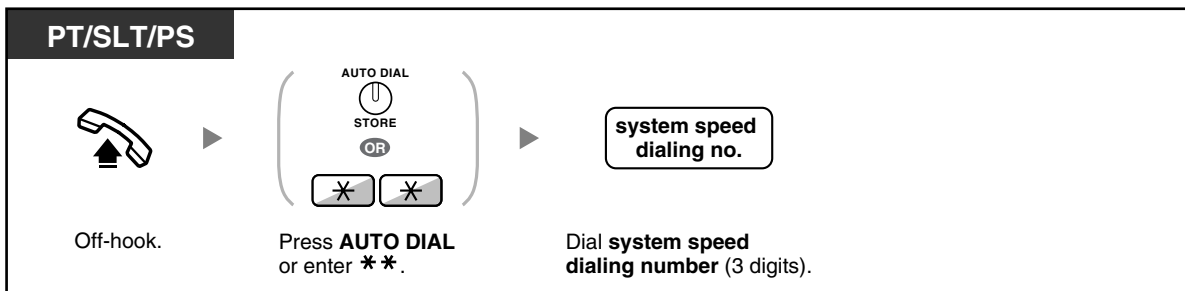 PT/SLT/PS
AUTO DIAL
STORE
OR
* *
system speed
dialing no.
Off-hook.
Press AUTO DIAL
or enter * *.
Dial system speed
dialing number (3 digits).